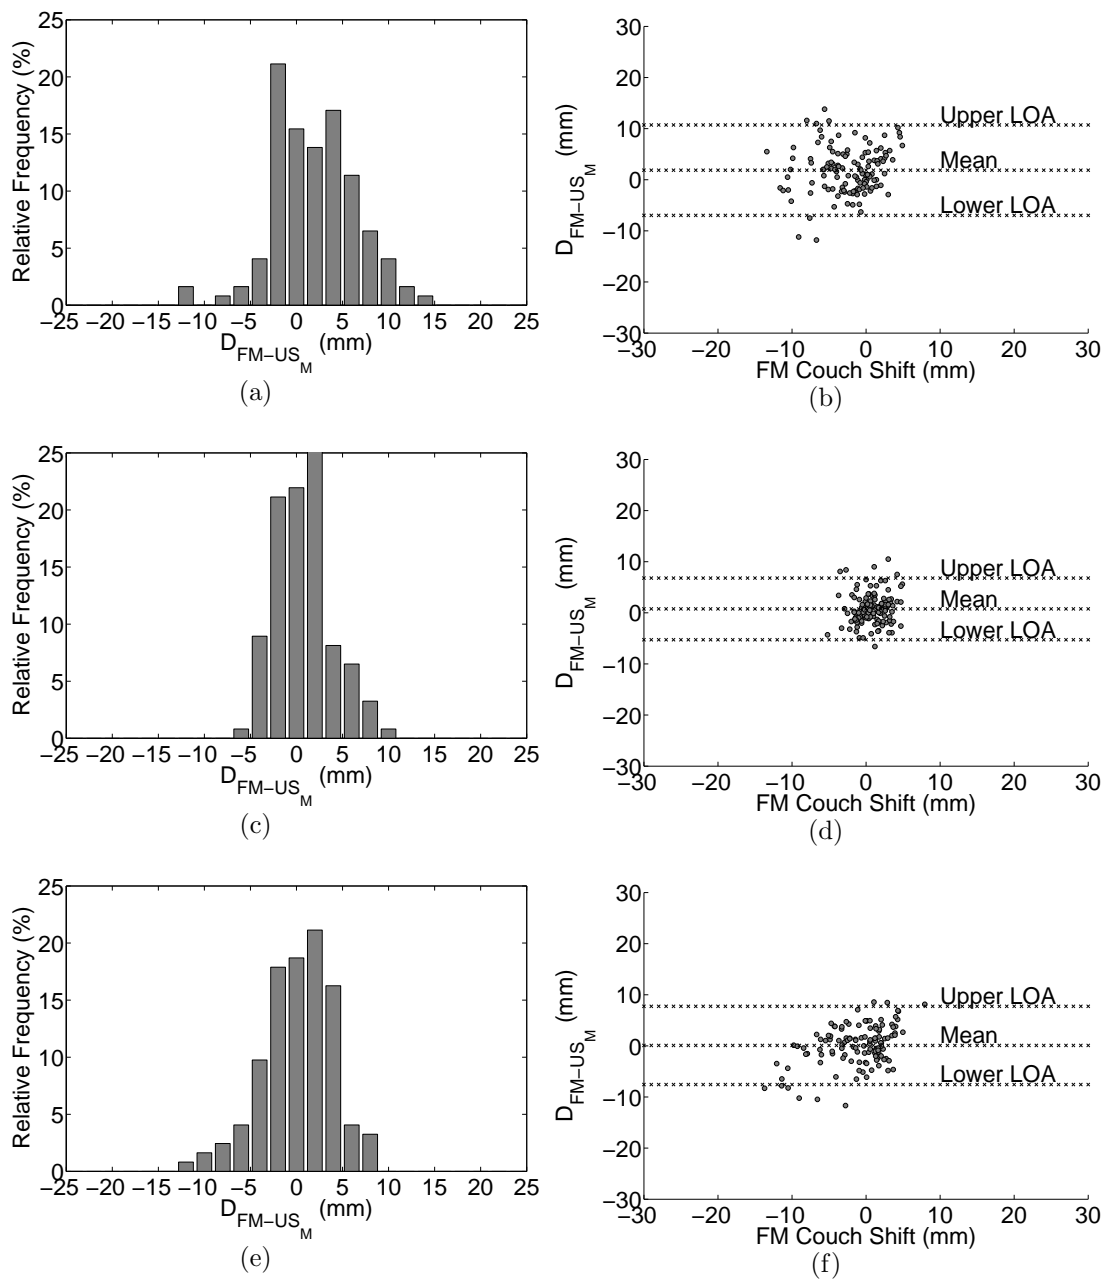 25
20
15
10
5
0
−25 −20 −15 −10 −5 0 5 10 15 20 25
Relative Frequency (%)
D_FM−US_M (mm)
(a)
30
20
10
0
−10
−20
−30
−30 −20 −10 0 10 20 30
D_FM−US_M (mm)
Upper LOA
Mean
Lower LOA
FM Couch Shift (mm)
(b)
25
20
15
10
5
0
−25 −20 −15 −10 −5 0 5 10 15 20 25
Relative Frequency (%)
D_FM−US_M (mm)
(c)
30
20
10
0
−10
−20
−30
−30 −20 −10 0 10 20 30
D_FM−US_M (mm)
Upper LOA
Mean
Lower LOA
FM Couch Shift (mm)
(d)
25
20
15
10
5
0
−25 −20 −15 −10 −5 0 5 10 15 20 25
Relative Frequency (%)
D_FM−US_M (mm)
(e)
30
20
10
0
−10
−20
−30
−30 −20 −10 0 10 20 30
D_FM−US_M (mm)
Upper LOA
Mean
Lower LOA
FM Couch Shift (mm)
(f)